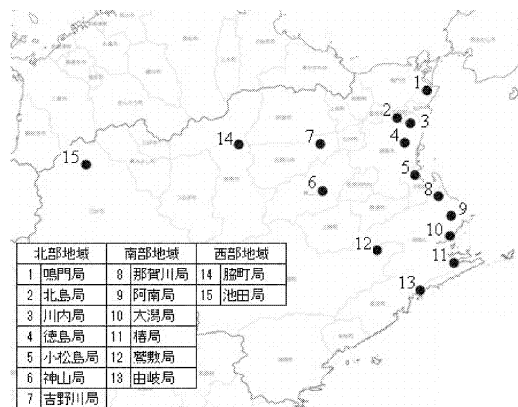 1
2
3
14
7
4
15
5
6
8
9
10
12
11
13
北部地域 南部地域 西部地域
1 鳴門局 8 那賀川局 14 脇町局
2 北島局 9 阿南局 15 池田局
3 川内局 10 大潟局
4 徳島局 11 椿局
5 小松島局 12 鷲敷局
6 神山局 13 由岐局
7 吉野川局